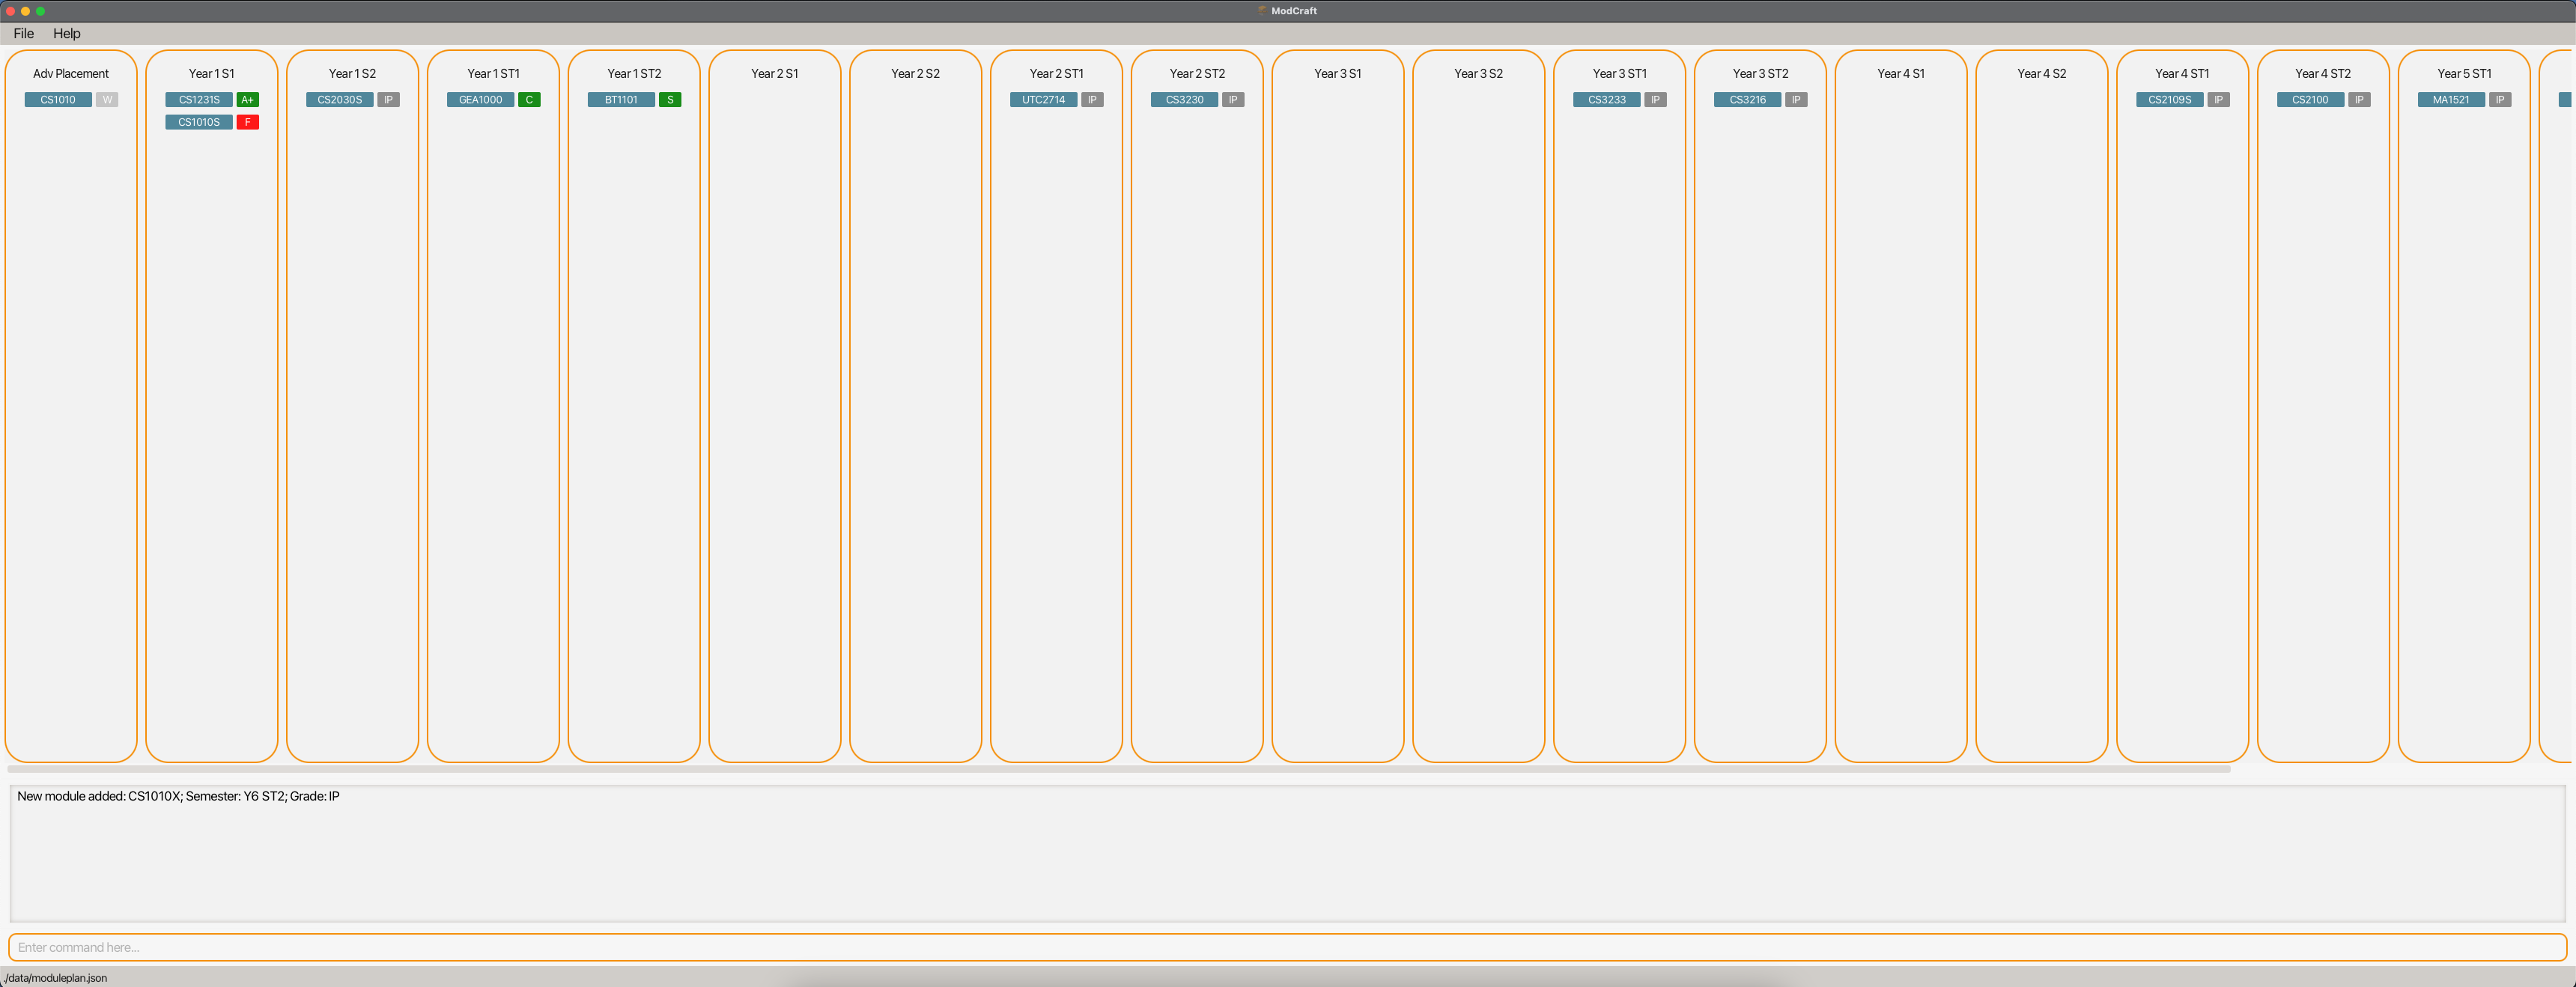 ModCraft
File Help
Adv Placement
CS1010 W
Year 1 S1
CS1231S A+
CS1010S F
Year 1 S2
CS2030S IP
Year 1 ST1
GEA1000 C
Year 1 ST2
BT1101 S
Year 2 S1
Year 2 S2
Year 2 ST1
UTC2714 IP
Year 2 ST2
CS3230 IP
Year 3 S1
Year 3 S2
Year 3 ST1
CS3233 IP
Year 3 ST2
CS3216 IP
Year 4 S1
Year 4 S2
Year 4 ST1
CS2109S IP
Year 4 ST2
CS2100 IP
Year 5 ST1
MA1521 IP
New module added: CS1010X; Semester: Y6 ST2; Grade: IP
Enter command here...
./data/moduleplan.json